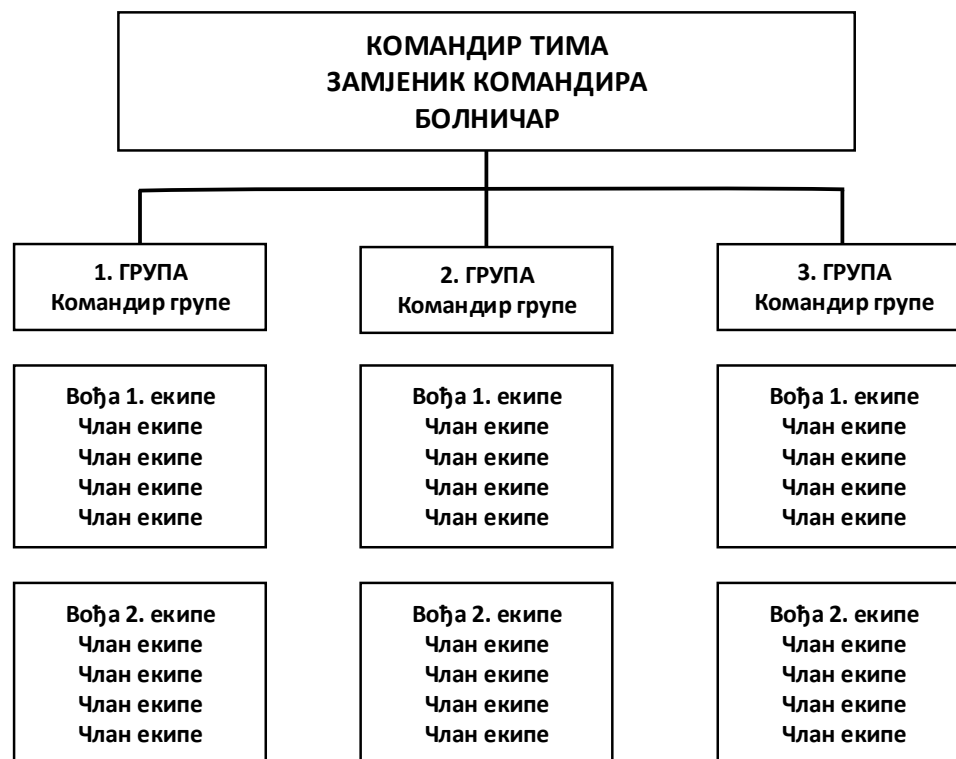 КОМАНДИР ТИМА
ЗАМЈЕНИК КОМАНДИРА
БОЛНИЧАР
1. ГРУПА
Командир групе
2. ГРУПА
Командир групе
3. ГРУПА
Командир групе
Вођа 1. екипе
Члан екипе
Члан екипе
Члан екипе
Члан екипе
Вођа 1. екипе
Члан екипе
Члан екипе
Члан екипе
Члан екипе
Вођа 1. екипе
Члан екипе
Члан екипе
Члан екипе
Члан екипе
Вођа 2. екипе
Члан екипе
Члан екипе
Члан екипе
Члан екипе
Вођа 2. екипе
Члан екипе
Члан екипе
Члан екипе
Члан екипе
Вођа 2. екипе
Члан екипе
Члан екипе
Члан екипе
Члан екипе